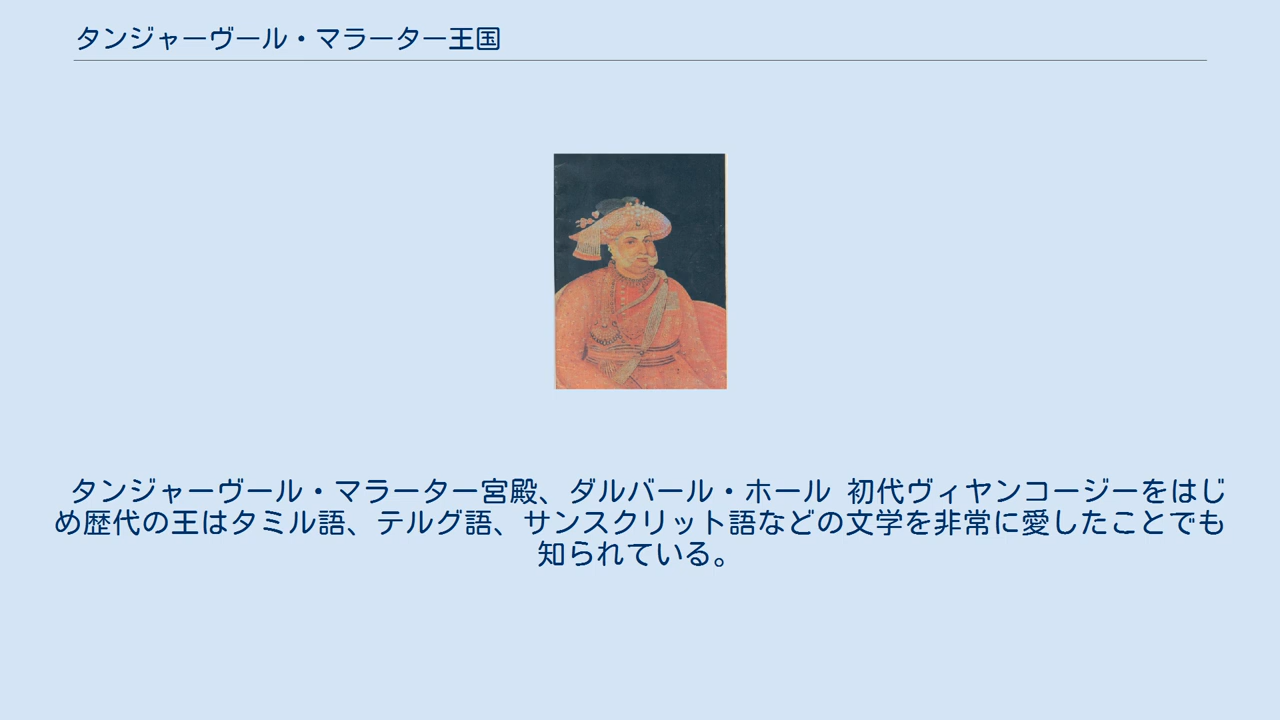 タンジャーヴール・マラーター王国
タンジャーヴール・マラーター宮殿、ダルバール・ホール 初代ヴィヤンコージーをはじ
め歴代の王はタミル語、テルグ語、サンスクリット語などの文学を非常に愛したことでも
知られている。